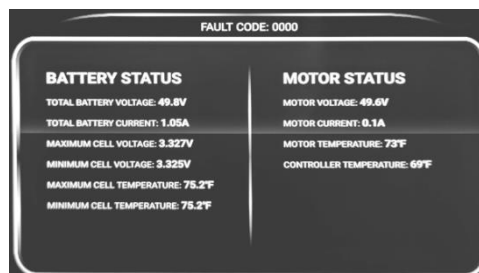 FAULT CODE: 0000
BATTERY STATUS
TOTAL BATTERY VOLTAGE: 49.8V
TOTAL BATTERY CURRENT: 1.05A
MAXIMUM CELL VOLTAGE: 3.327V
MINIMUM CELL VOLTAGE: 3.325V
MAXIMUM CELL TEMPERATURE: 75.2°F
MINIMUM CELL TEMPERATURE: 75.2°F
MOTOR STATUS
MOTOR VOLTAGE: 49.6V
MOTOR CURRENT: 0.1A
MOTOR TEMPERATURE: 73°F
CONTROLLER TEMPERATURE: 69°F